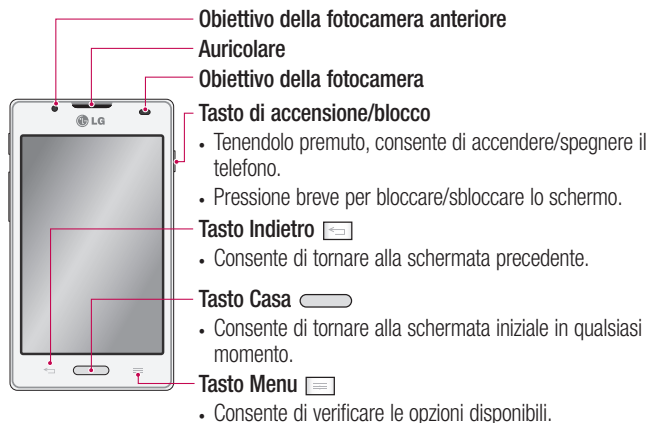 Obiettivo della fotocamera anteriore
Auricolare
Obiettivo della fotocamera
Tasto di accensione/blocco
• Tenendolo premuto, consente di accendere/spegnere il
telefono.
• Pressione breve per bloccare/sbloccare lo schermo.
Tasto Indietro
• Consente di tornare alla schermata precedente.
Tasto Casa
• Consente di tornare alla schermata iniziale in qualsiasi
momento.
Tasto Menu
• Consente di verificare le opzioni disponibili.
LG